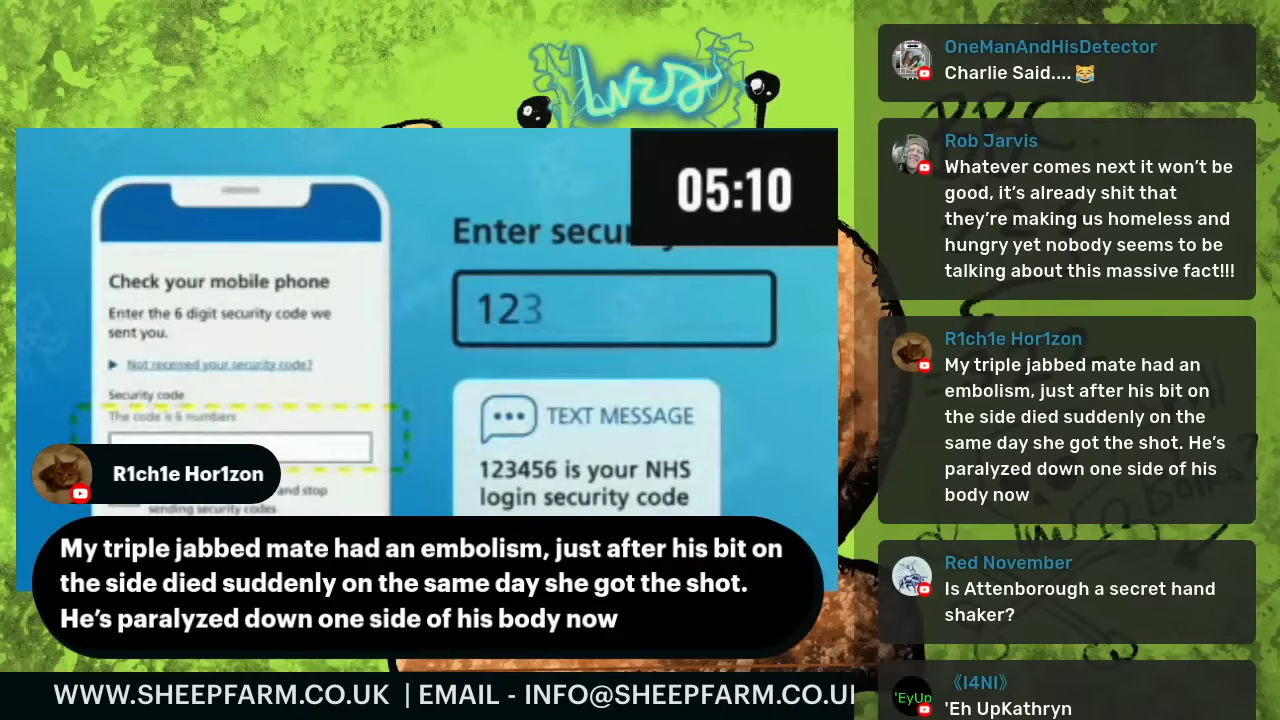 05:10
Check your mobile phone
Enter the 6 digit security code we
sent you.
Not received your security code?
Security code
The code is 6 numbers
and stop
sending security codes
Enter secur
123
TEXT MESSAGE
123456 is your NHS
login security code
R1ch1e Hor1zon
My triple jabbed mate had an embolism, just after his bit on
the side died suddenly on the same day she got the shot.
He’s paralyzed down one side of his body now
WWW.SHEEPFARM.CO.UK | EMAIL - INFO@SHEEPFARM.CO.U
OneManAndHisDetector
Charlie Said.... 😹
Rob Jarvis
Whatever comes next it won’t be
good, it’s already shit that
they’re making us homeless and
hungry yet nobody seems to be
talking about this massive fact!!!
R1ch1e Hor1zon
My triple jabbed mate had an
embolism, just after his bit on
the side died suddenly on the
same day she got the shot. He’s
paralyzed down one side of his
body now
Red November
Is Attenborough a secret hand
shaker?
'EyUp
《I4NI》
'Eh UpKathryn